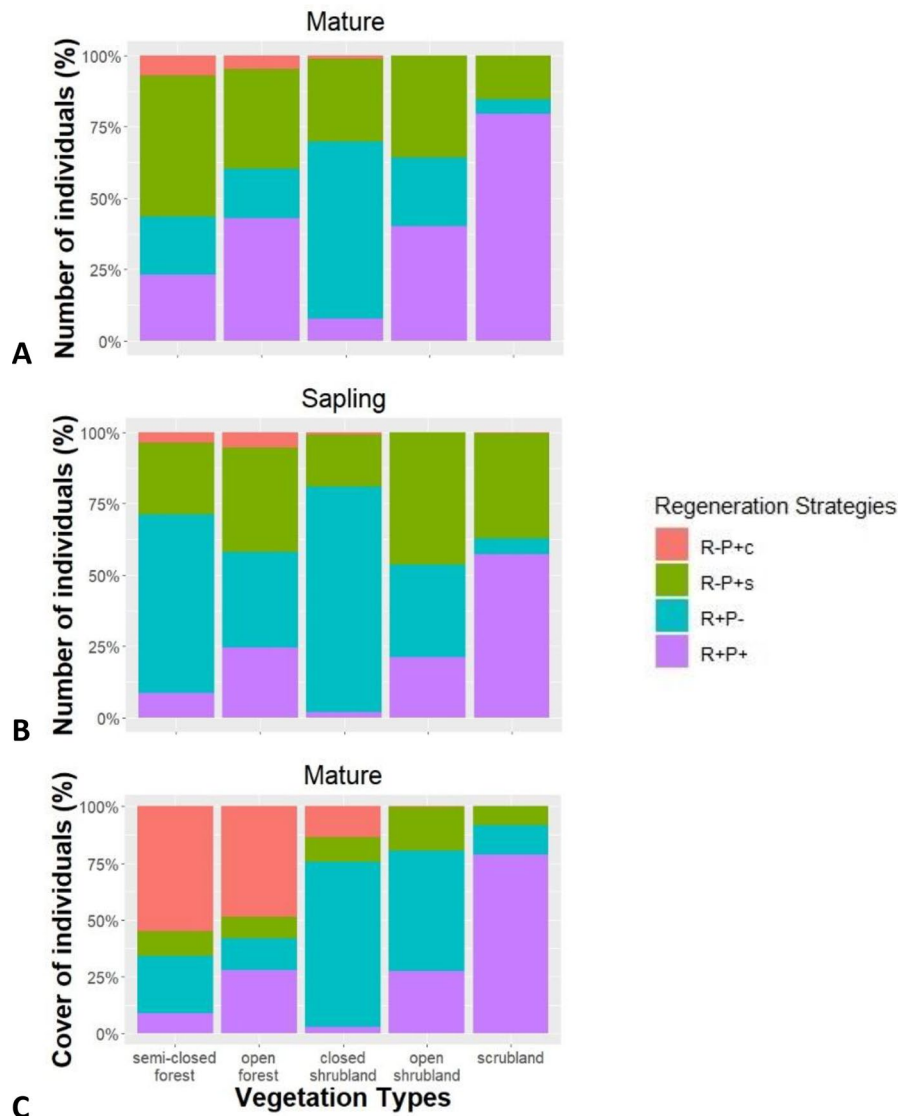 Mature
Number of individuals (%)
100%
75%
50%
25%
0%
A
Sapling
Number of individuals (%)
100%
75%
50%
25%
0%
B
Regeneration Strategies
R-P+c
R-P+s
R+P-
R+P+
Mature
Cover of individuals (%)
100%
75%
50%
25%
0%
semi-closed
forest
open
forest
closed
shrubland
open
shrubland
scrubland
Vegetation Types
C